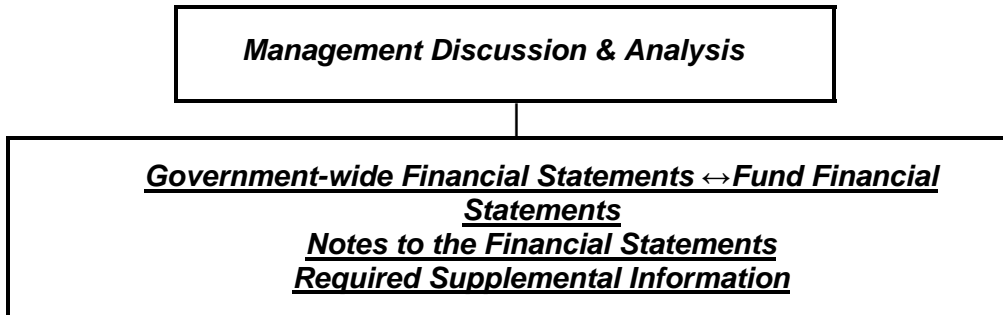 Management Discussion & Analysis
Government-wide Financial Statements ↔Fund Financial
Statements
Notes to the Financial Statements
Required Supplemental Information